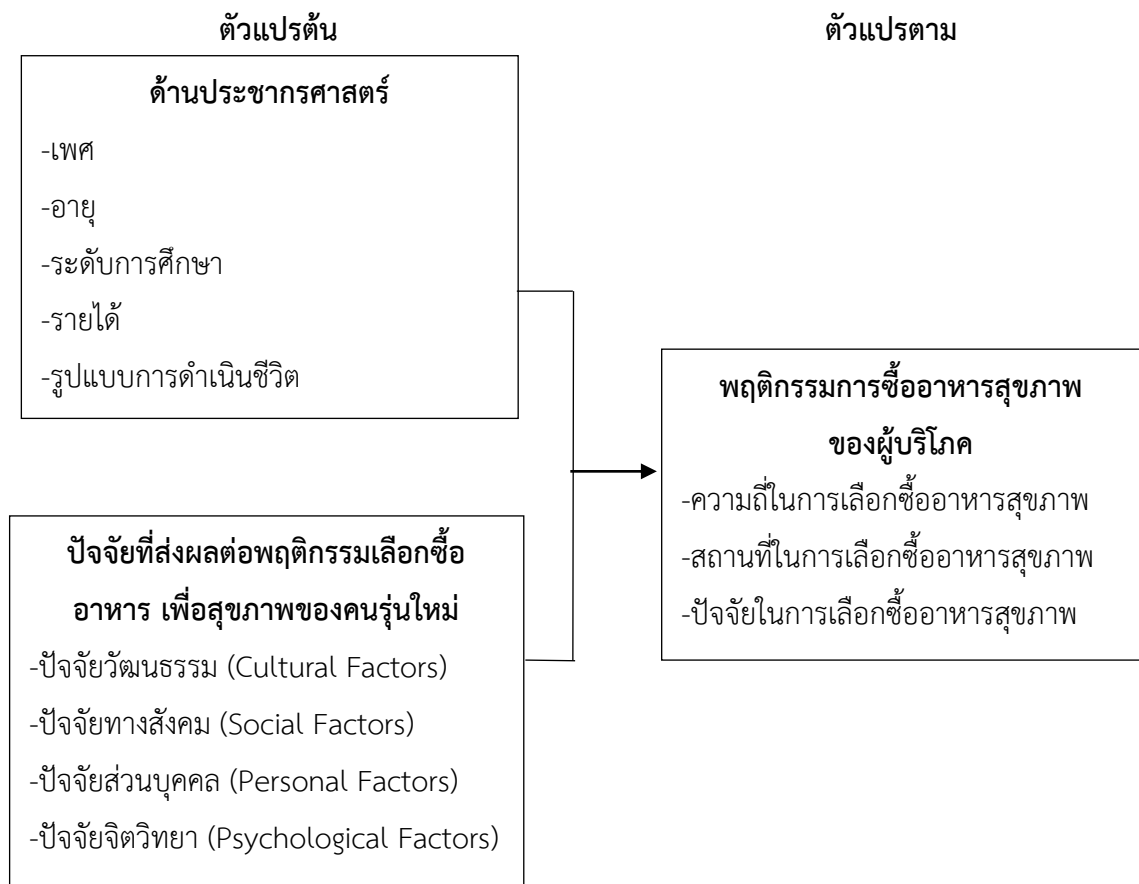 ตัวแปรต้น
ตัวแปรตาม
ด้านประชากรศาสตร์
-เพศ
-อายุ
-ระดับการศึกษา
-รายได้
-รูปแบบการดำเนินชีวิต
ปัจจัยที่ส่งผลต่อพฤติกรรมเลือกซื้อ
อาหาร เพื่อสุขภาพของคนรุ่นใหม่
-ปัจจัยวัฒนธรรม (Cultural Factors)
-ปัจจัยทางสังคม (Social Factors)
-ปัจจัยส่วนบุคคล (Personal Factors)
-ปัจจัยจิตวิทยา (Psychological Factors)
พฤติกรรมการซื้ออาหารสุขภาพ
ของผู้บริโภค
-ความถี่ในการเลือกซื้ออาหารสุขภาพ
-สถานที่ในการเลือกซื้ออาหารสุขภาพ
-ปัจจัยในการเลือกซื้ออาหารสุขภาพ